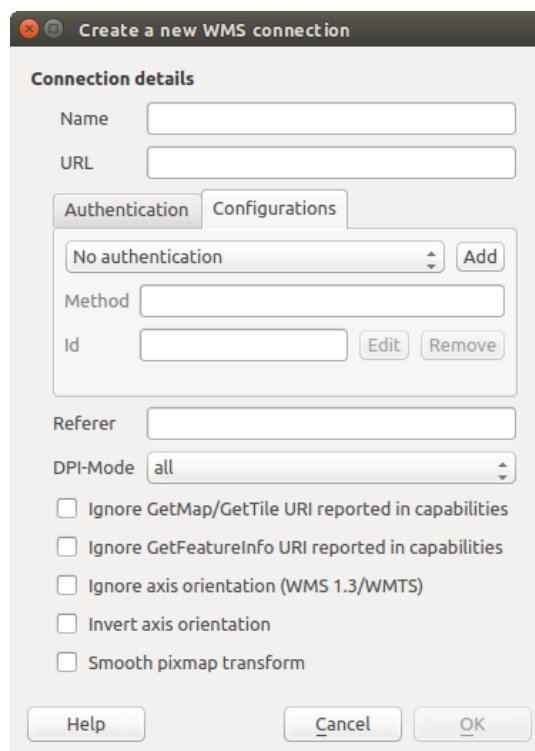 Create a new WMS connection
Connection details
Name
URL
Authentication Configurations
No authentication Add
Method
Id Edit Remove
Referer
DPI-Mode all
Ignore GetMap/GetTile URI reported in capabilities
Ignore GetFeatureInfo URI reported in capabilities
Ignore axis orientation (WMS 1.3/WMTS)
Invert axis orientation
Smooth pixmap transform
Help Cancel OK